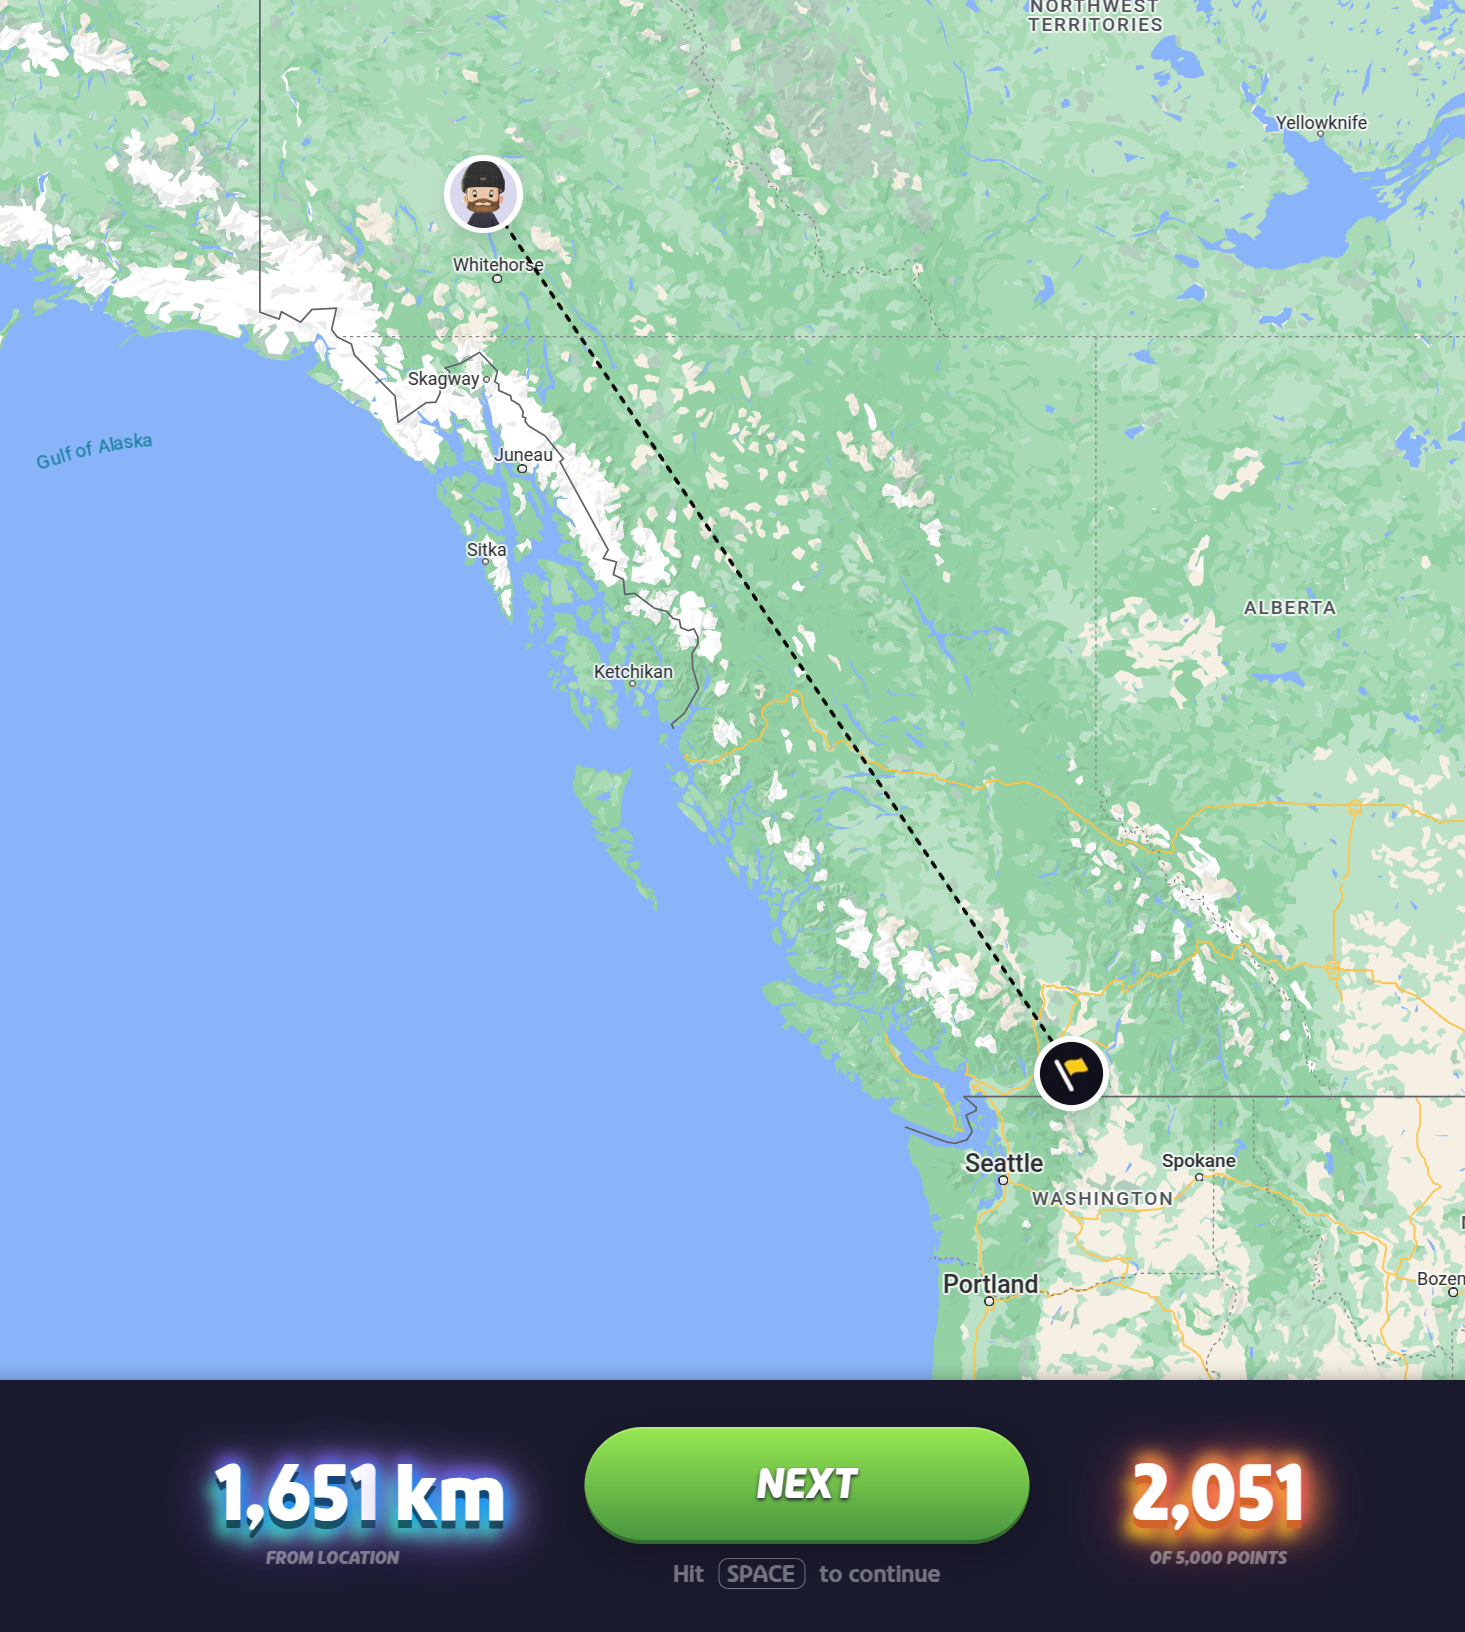 NORTHWEST
TERRITORIES
Yellowknife
Whitehorse
Skagway
Gulf of Alaska
Juneau
Sitka
ALBERTA
Ketchikan
Seattle
Spokane
WASHINGTON
Portland
Bozen
1,651 km
FROM LOCATION
NEXT
Hit SPACE to continue
2,051
OF 5,000 POINTS